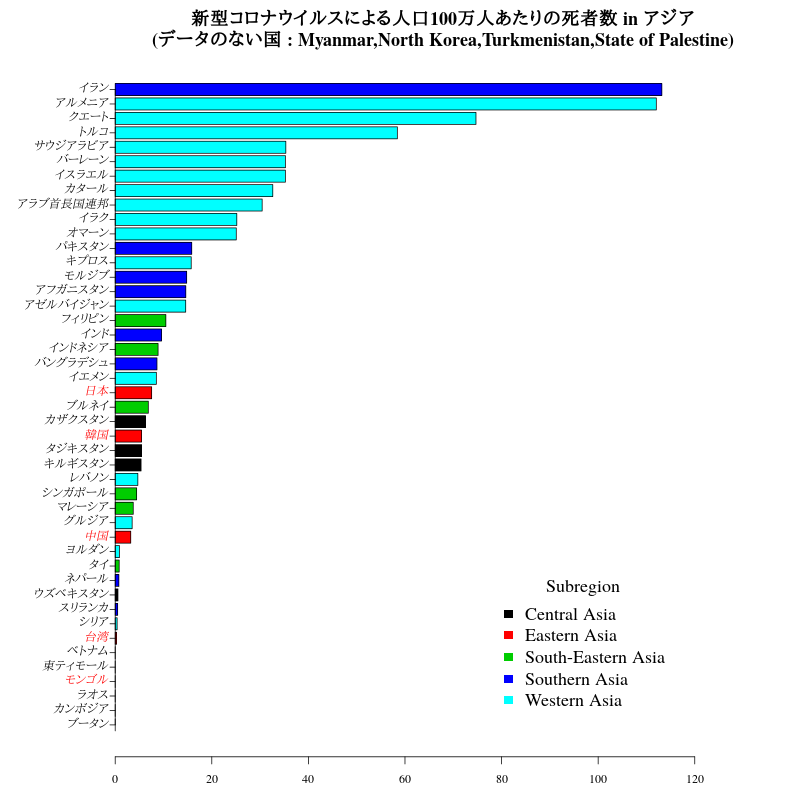 新型コロナウイルスによる人口100万人あたりの死者数 in アジア
(データのない国 : Myanmar,North Korea,Turkmenistan,State of Palestine)
イラン
アルメニア
クエート
トルコ
サウジアラビア
バーレーン
イスラエル
カタール
アラブ首長国連邦
イラク
オマーン
パキスタン
キプロス
モルジブ
アフガニスタン
アゼルバイジャン
フィリピン
インド
インドネシア
バングラデシュ
イエメン
日本
ブルネイ
カザクスタン
韓国
タジキスタン
キルギスタン
レバノン
シンガポール
マレーシア
グルジア
中国
ヨルダン
タイ
ネパール
ウズベキスタン
スリランカ
シリア
台湾
ベトナム
東ティモール
モンゴル
ラオス
カンボジア
ブータン
Subregion
Central Asia
Eastern Asia
South-Eastern Asia
Southern Asia
Western Asia
0 20 40 60 80 100 120